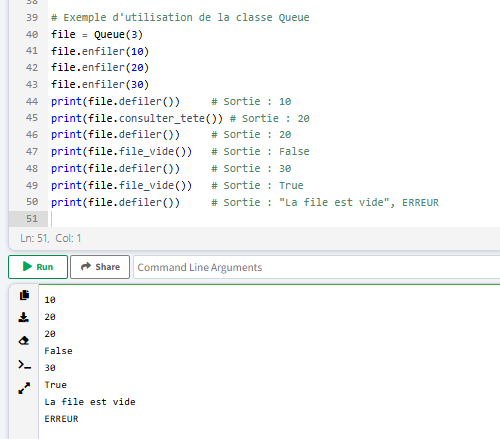 38
39 # Exemple d'utilisation de la classe Queue
40 file = Queue(3)
41 file.enfiler(10)
42 file.enfiler(20)
43 file.enfiler(30)
44 print(file.defiler()) # Sortie : 10
45 print(file.consulter_tete()) # Sortie : 20
46 print(file.defiler()) # Sortie : 20
47 print(file.file_vide()) # Sortie : False
48 print(file.defiler()) # Sortie : 30
49 print(file.file_vide()) # Sortie : True
50 print(file.defiler()) # Sortie : "La file est vide", ERREUR
51
Ln: 51, Col: 1
Run Share Command Line Arguments
10
20
20
False
30
True
La file est vide
ERREUR